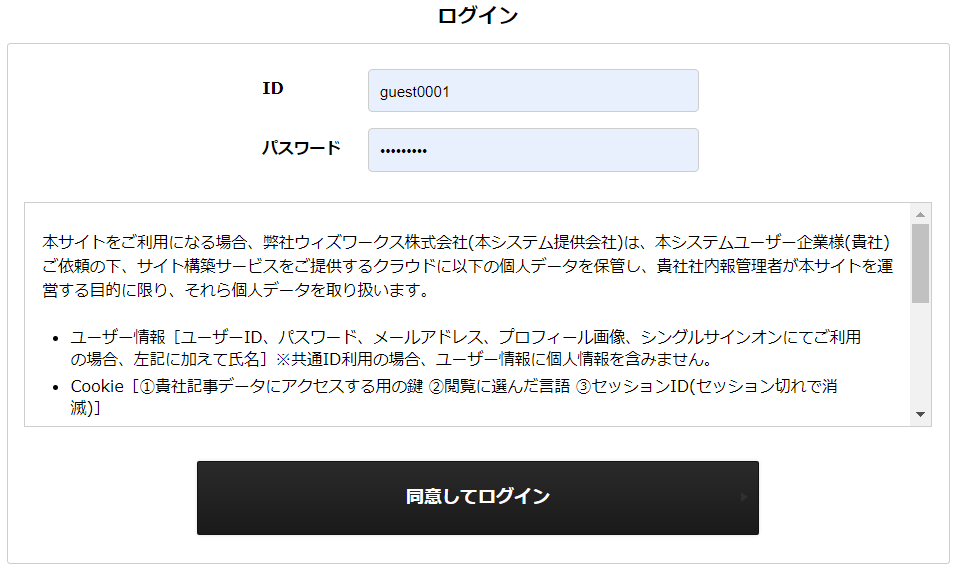 ログイン
ID
guest0001
パスワード
•••••••••
本サイトをご利用になる場合、弊社ウィズワークス株式会社(本システム提供会社)は、本システムユーザー企業様(貴社)
ご依頼の下、サイト構築サービスをご提供するクラウドに以下の個人データを保管し、貴社社内報管理者が本サイトを運
営する目的に限り、それら個人データを取り扱います。
• ユーザー情報［ユーザーID、パスワード、メールアドレス、プロフィール画像、シングルサインオンにてご利用
の場合、左記に加えて氏名］※共通ID利用の場合、ユーザー情報に個人情報を含みません。
• Cookie［①貴社記事データにアクセスする用の鍵 ②閲覧に選んだ言語 ③セッションID(セッション切れで消
滅)］
同意してログイン